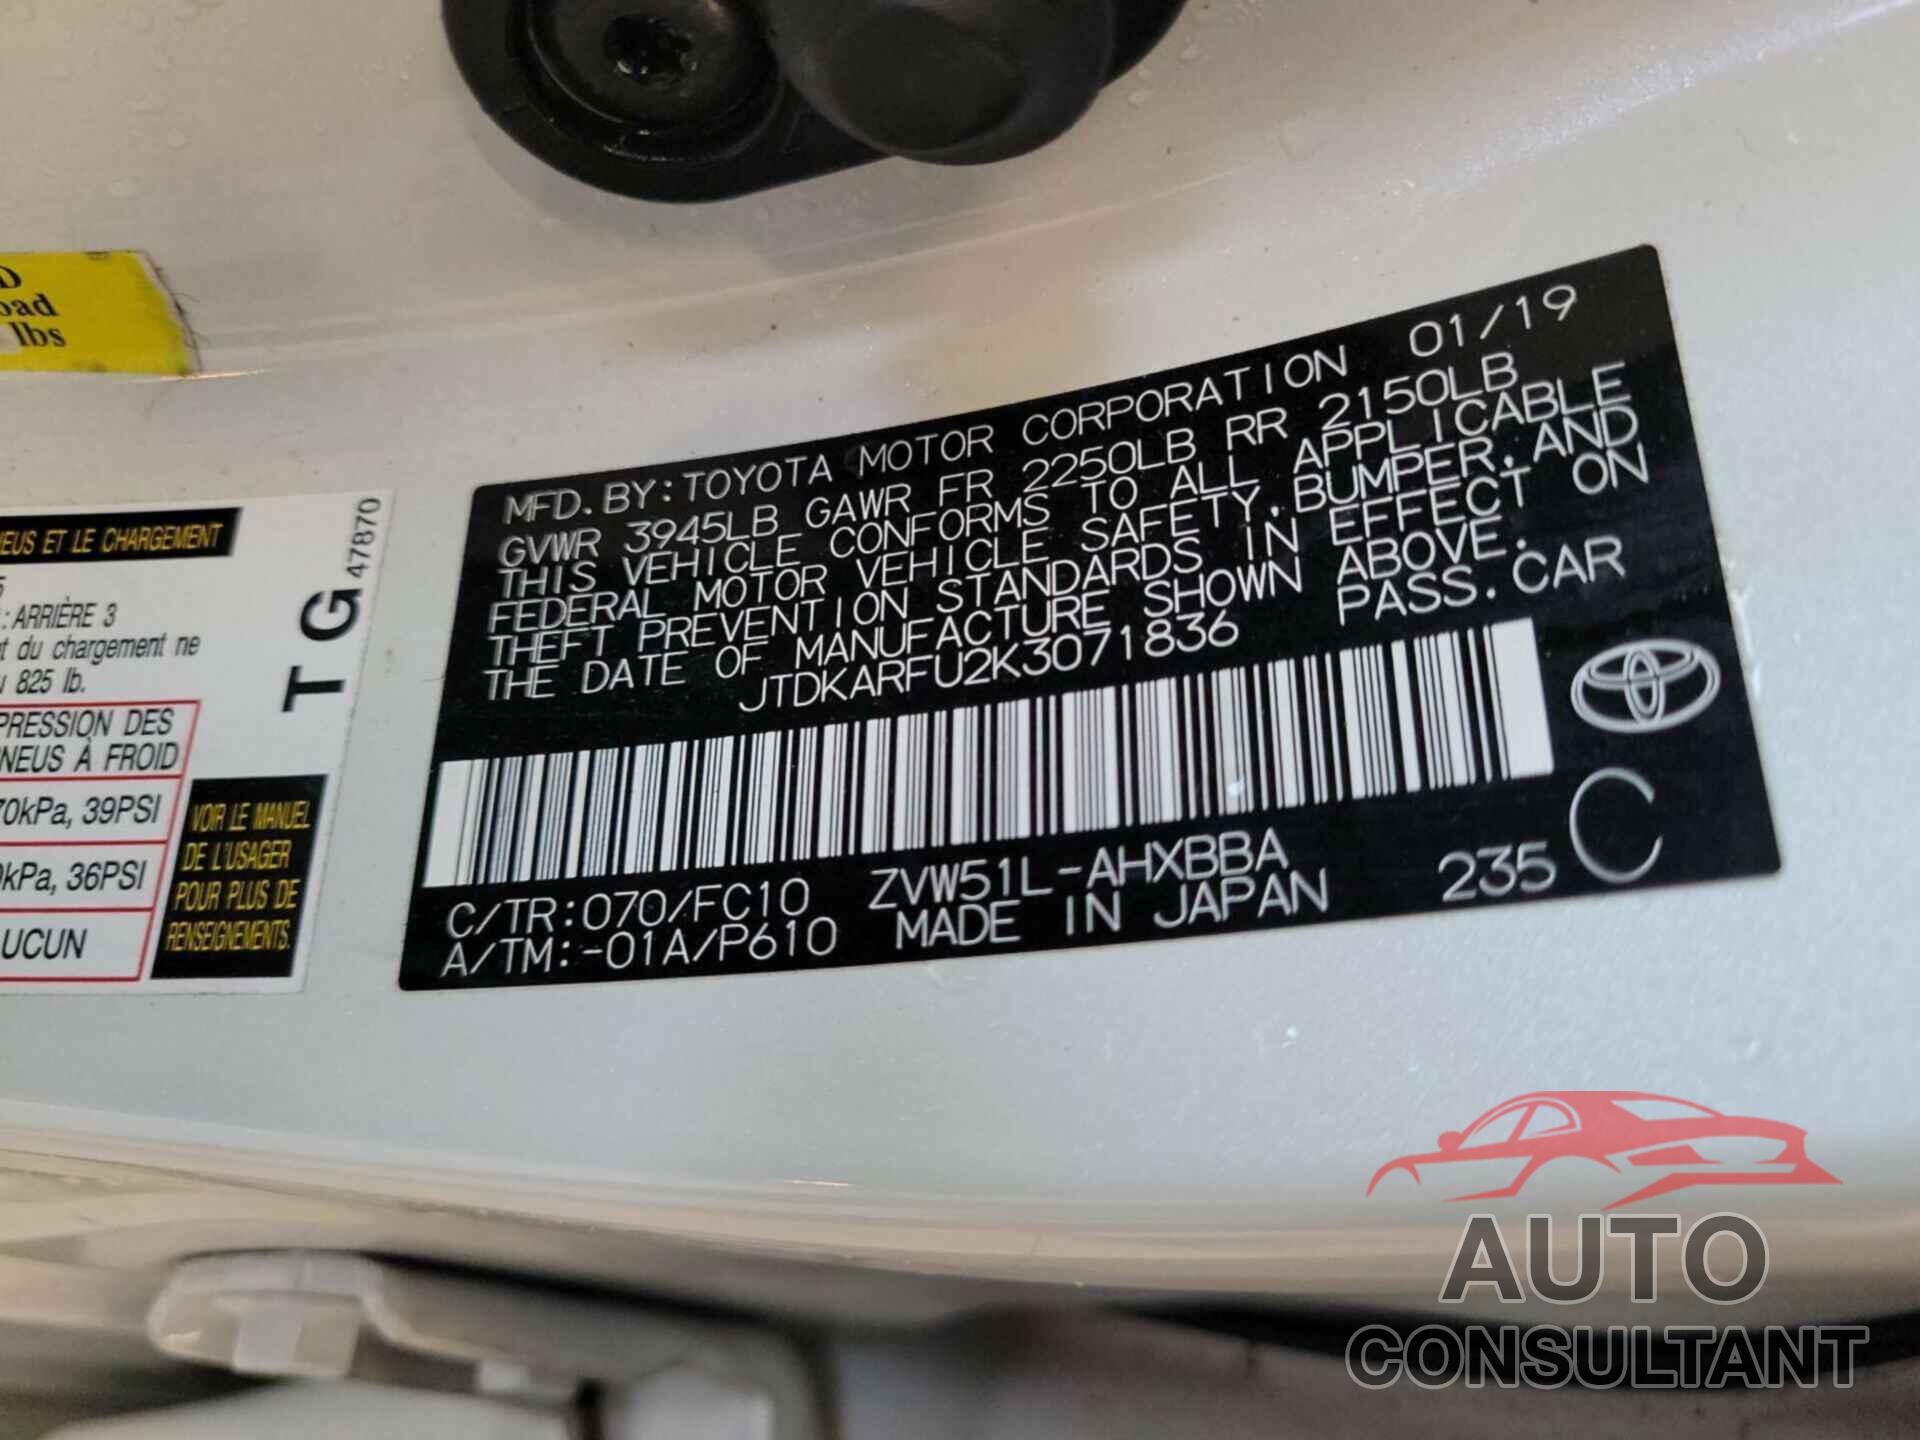 D
oad
lbs
NEUS ET LE CHARGEMENT
5
: ARRIÈRE 3
t du chargement ne
u 825 lb.
PRESSION DES
NEUS À FROID
70kPa, 39PSI
0kPa, 36PSI
UCUN
VOIR LE MANUEL
DE L'USAGER
POUR PLUS DE
RENSEIGNEMENTS.
TG
47870
MFD. BY: TOYOTA MOTOR CORPORATION 01/19
GVWR 3945LB GAWR FR 2250LB RR 2150LB
THIS VEHICLE CONFORMS TO ALL APPLICABLE
FEDERAL MOTOR VEHICLE SAFETY, BUMPER, AND
THEFT PREVENTION STANDARDS IN EFFECT ON
THE DATE OF MANUFACTURE SHOWN ABOVE.
JTDKARFU2K3071836 PASS. CAR
C/TR:070/FC10 ZVW51L-AHXBBA
A/TM:-01A/P610 MADE IN JAPAN 235 C
AUTO
CONSULTANT